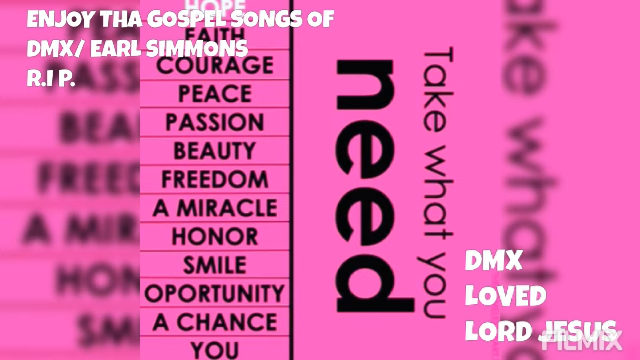 ENJOY THA GOSPEL SONGS OF
DMX/ EARL SIMMONS
R.I P.
HOPE
FAITH
COURAGE
PEACE
PASSION
BEAUTY
FREEDOM
A MIRACLE
HONOR
SMILE
OPORTUNITY
A CHANCE
YOU
Take what you
need
DMX
LOVED
LORD JESUS
FILMIX